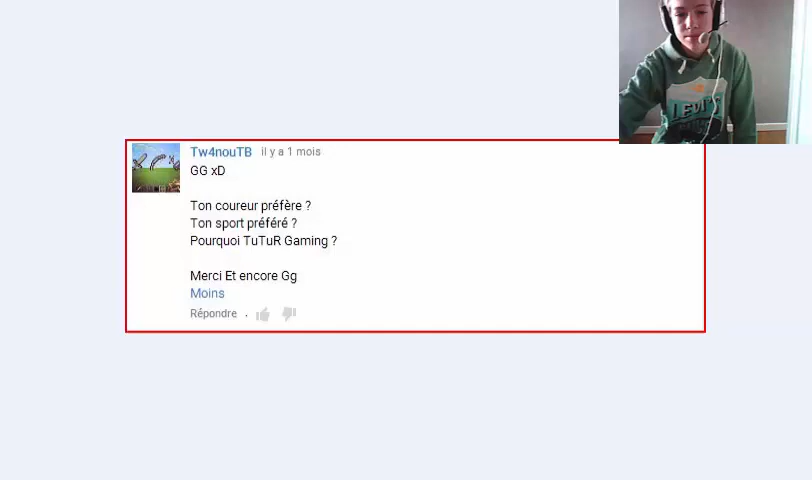 LEVI'S
Tw4nouTB il y a 1 mois
GG xD
Ton coureur préfère ?
Ton sport préféré ?
Pourquoi TuTuR Gaming ?
Merci Et encore Gg
Moins
Répondre .